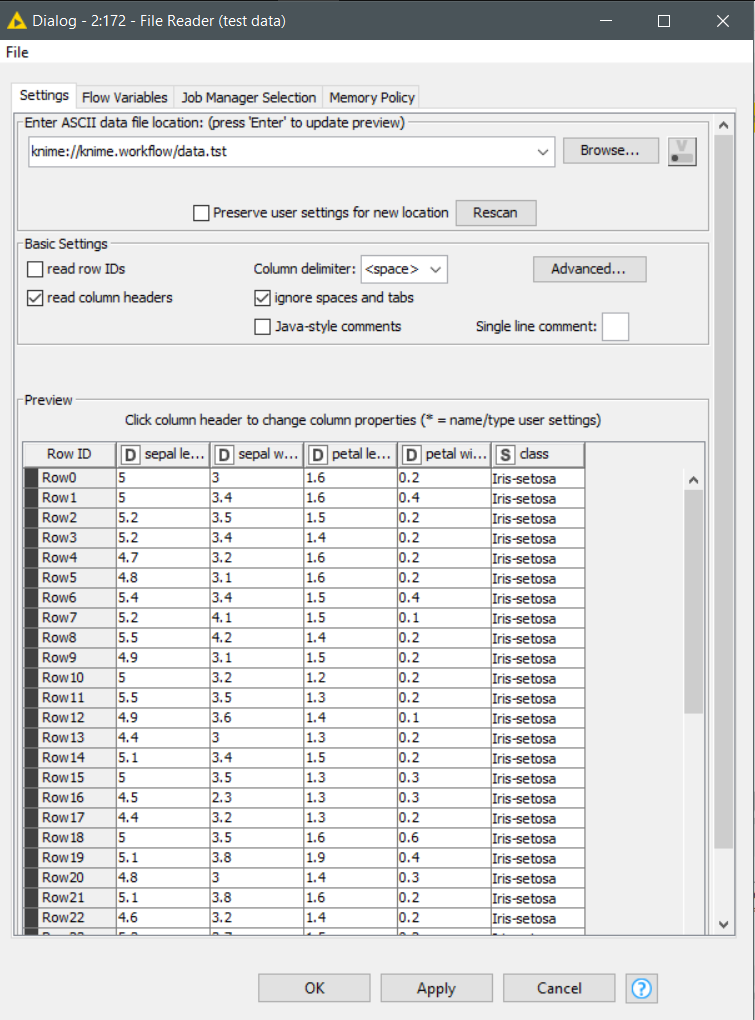 Dialog - 2:172 - File Reader (test data)
File
Settings Flow Variables Job Manager Selection Memory Policy
Enter ASCII data file location: (press 'Enter' to update preview)
knime://knime.workflow/data.tst Browse... V
Preserve user settings for new location Rescan
Basic Settings
read row IDs Column delimiter: <space> Advanced...
read column headers ignore spaces and tabs
Java-style comments Single line comment:
Preview
Click column header to change column properties (* = name/type user settings)
Row ID D sepal le... D sepal w... D petal le... D petal wi... S class
Row0 5 3 1.6 0.2 Iris-setosa
Row1 5 3.4 1.6 0.4 Iris-setosa
Row2 5.2 3.5 1.5 0.2 Iris-setosa
Row3 5.2 3.4 1.4 0.2 Iris-setosa
Row4 4.7 3.2 1.6 0.2 Iris-setosa
Row5 4.8 3.1 1.6 0.2 Iris-setosa
Row6 5.4 3.4 1.5 0.4 Iris-setosa
Row7 5.2 4.1 1.5 0.1 Iris-setosa
Row8 5.5 4.2 1.4 0.2 Iris-setosa
Row9 4.9 3.1 1.5 0.2 Iris-setosa
Row10 5 3.2 1.2 0.2 Iris-setosa
Row11 5.5 3.5 1.3 0.2 Iris-setosa
Row12 4.9 3.6 1.4 0.1 Iris-setosa
Row13 4.4 3 1.3 0.2 Iris-setosa
Row14 5.1 3.4 1.5 0.2 Iris-setosa
Row15 5 3.5 1.3 0.3 Iris-setosa
Row16 4.5 2.3 1.3 0.3 Iris-setosa
Row17 4.4 3.2 1.3 0.2 Iris-setosa
Row18 5 3.5 1.6 0.6 Iris-setosa
Row19 5.1 3.8 1.9 0.4 Iris-setosa
Row20 4.8 3 1.4 0.3 Iris-setosa
Row21 5.1 3.8 1.6 0.2 Iris-setosa
Row22 4.6 3.2 1.4 0.2 Iris-setosa
OK Apply Cancel ?